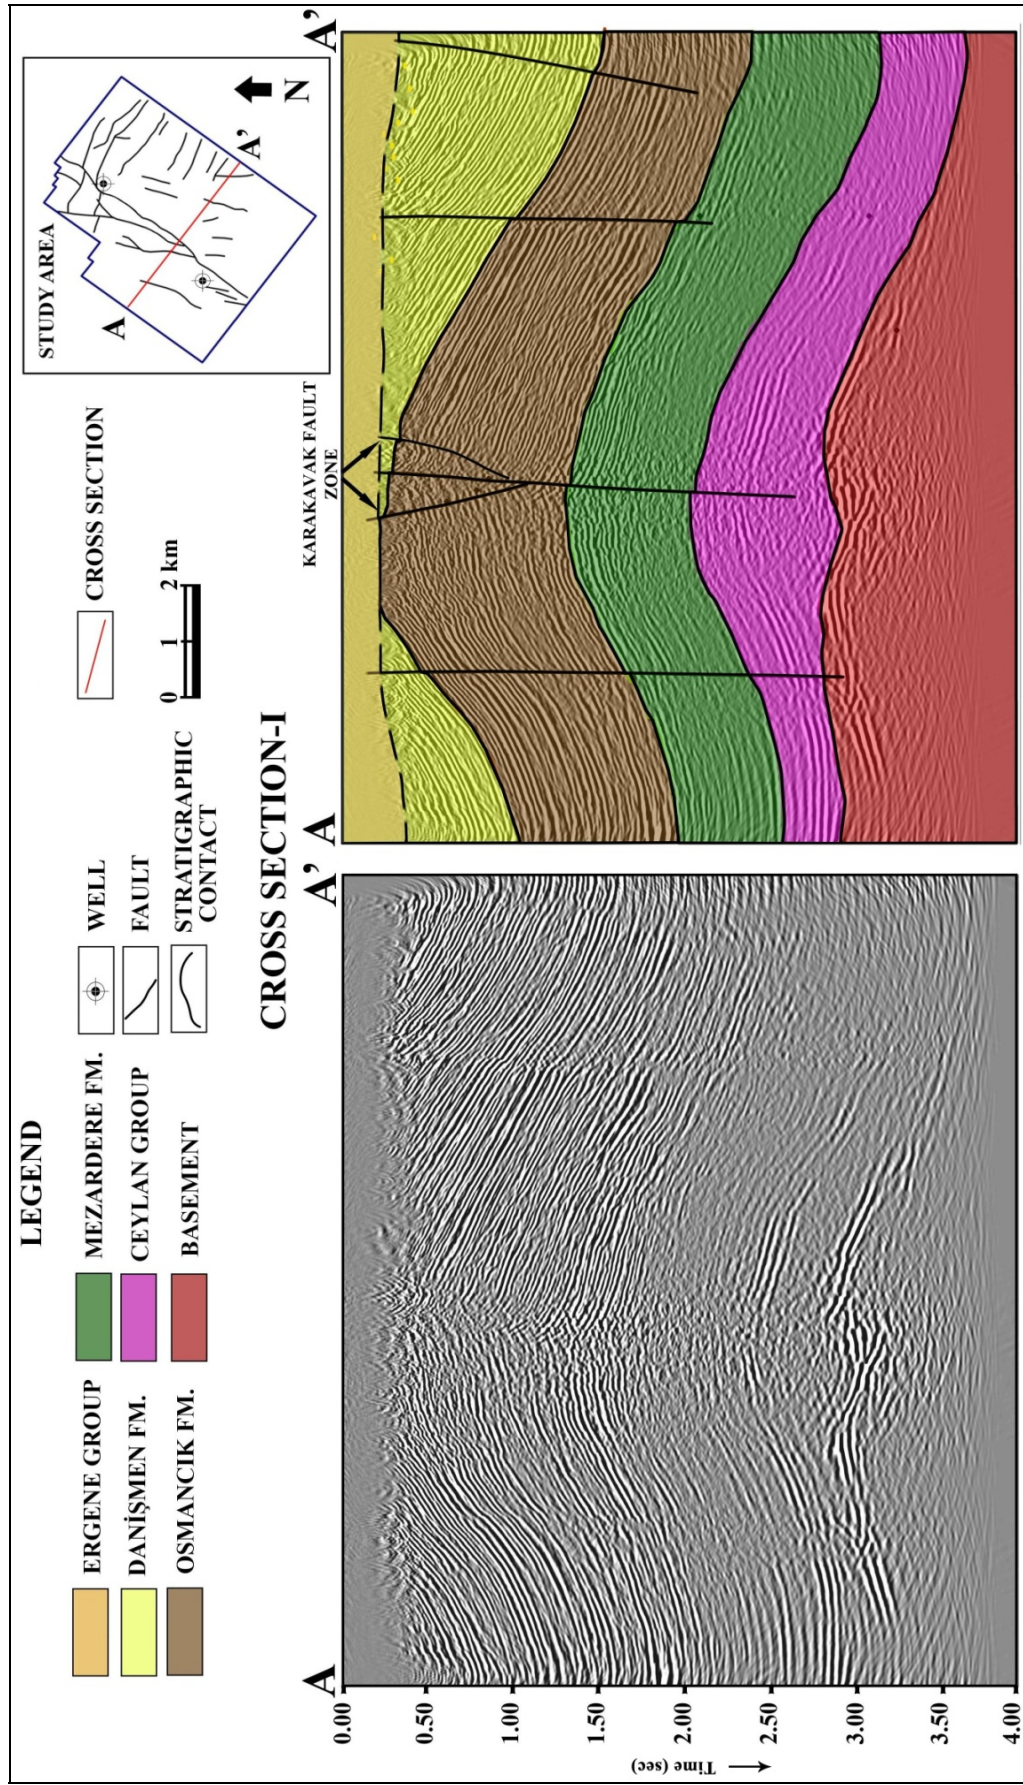 LEGEND
ERGENE GROUP
DANİŞMEN FM.
OSMANCIK FM.
MEZARDERE FM.
CEYLAN GROUP
BASEMENT
WELL
FAULT
STRATIGRAPHIC
CONTACT
CROSS SECTION
0 1 2 km
STUDY AREA
A
A'
N
CROSS SECTION-I
A
A'
A
A'
KARAKAVAK FAULT
ZONE
0.00
0.50
1.00
1.50
2.00
2.50
3.00
3.50
4.00
Time (sec)